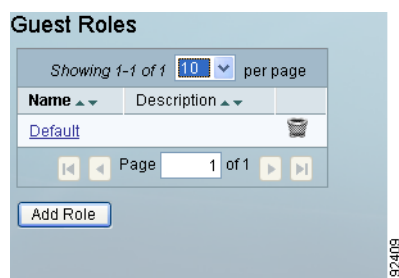 Guest Roles
Showing 1-1 of 1 10 per page
Name Description
Default
Page 1 of 1
Add Role
92409